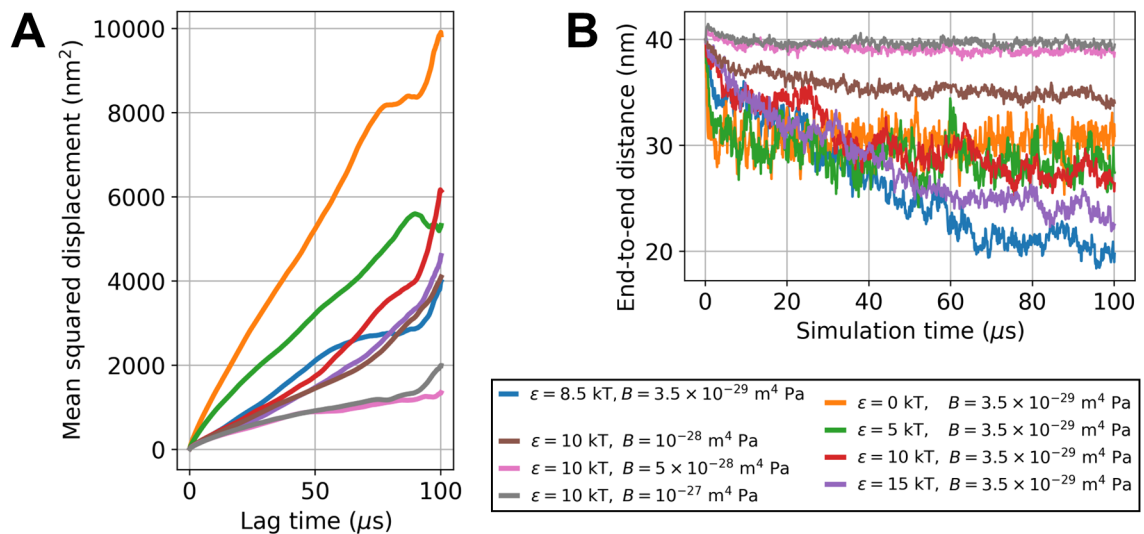 A
Mean squared displacement (nm²)
10000
8000
6000
4000
2000
0
0 50 100
Lag time (μs)
B
End-to-end distance (nm)
40
30
20
0 20 40 60 80 100
Simulation time (μs)
ε = 8.5 kT, B = 3.5 × 10⁻²⁹ m⁴ Pa
ε = 10 kT, B = 10⁻²⁸ m⁴ Pa
ε = 10 kT, B = 5 × 10⁻²⁸ m⁴ Pa
ε = 10 kT, B = 10⁻²⁷ m⁴ Pa
ε = 0 kT, B = 3.5 × 10⁻²⁹ m⁴ Pa
ε = 5 kT, B = 3.5 × 10⁻²⁹ m⁴ Pa
ε = 10 kT, B = 3.5 × 10⁻²⁹ m⁴ Pa
ε = 15 kT, B = 3.5 × 10⁻²⁹ m⁴ Pa